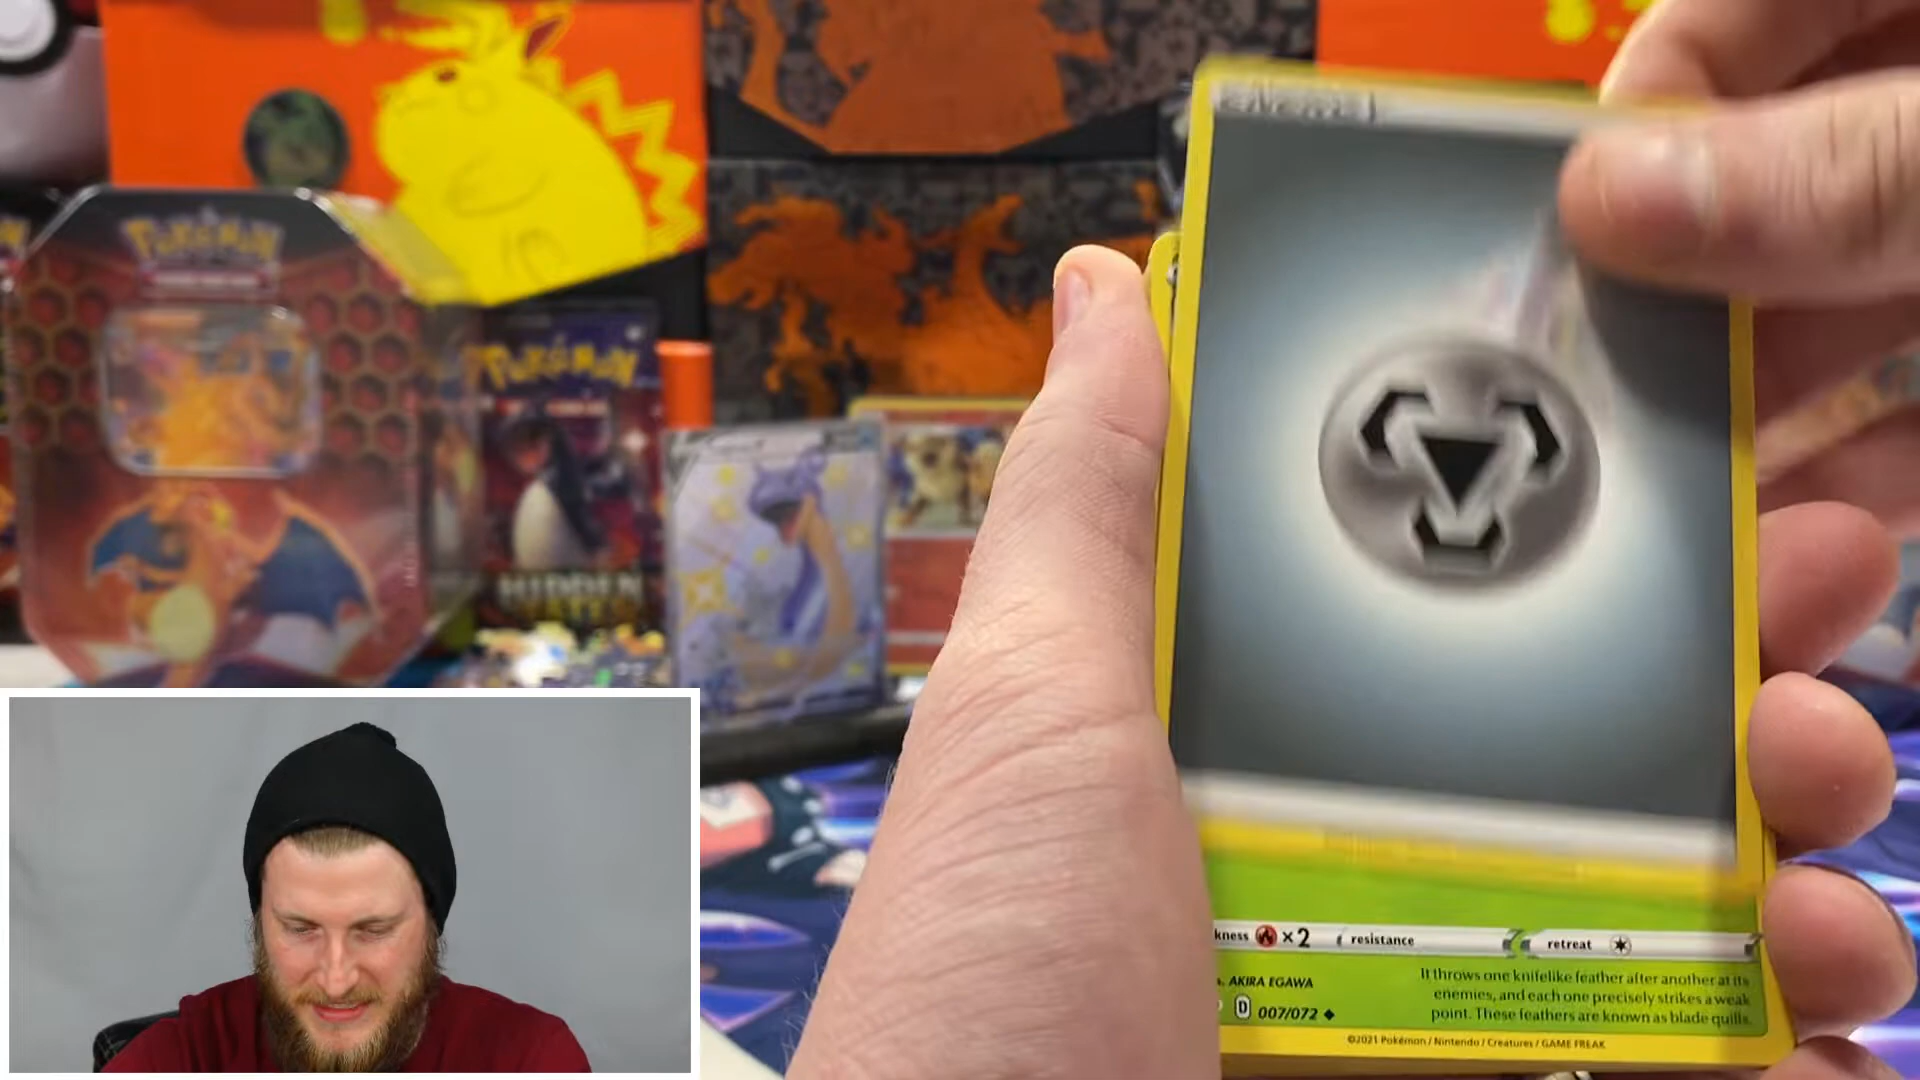 POKÉMON
POKÉMON
HIDDEN
FATES
ENERGY
kness ×2 resistance retreat
s. AKIRA EGAWA
D 007/072
It throws one knifelike feather after another at its
enemies, and each one precisely strikes a weak
point. These feathers are known as blade quills.
©2021 Pokémon / Nintendo / Creatures / GAME FREAK